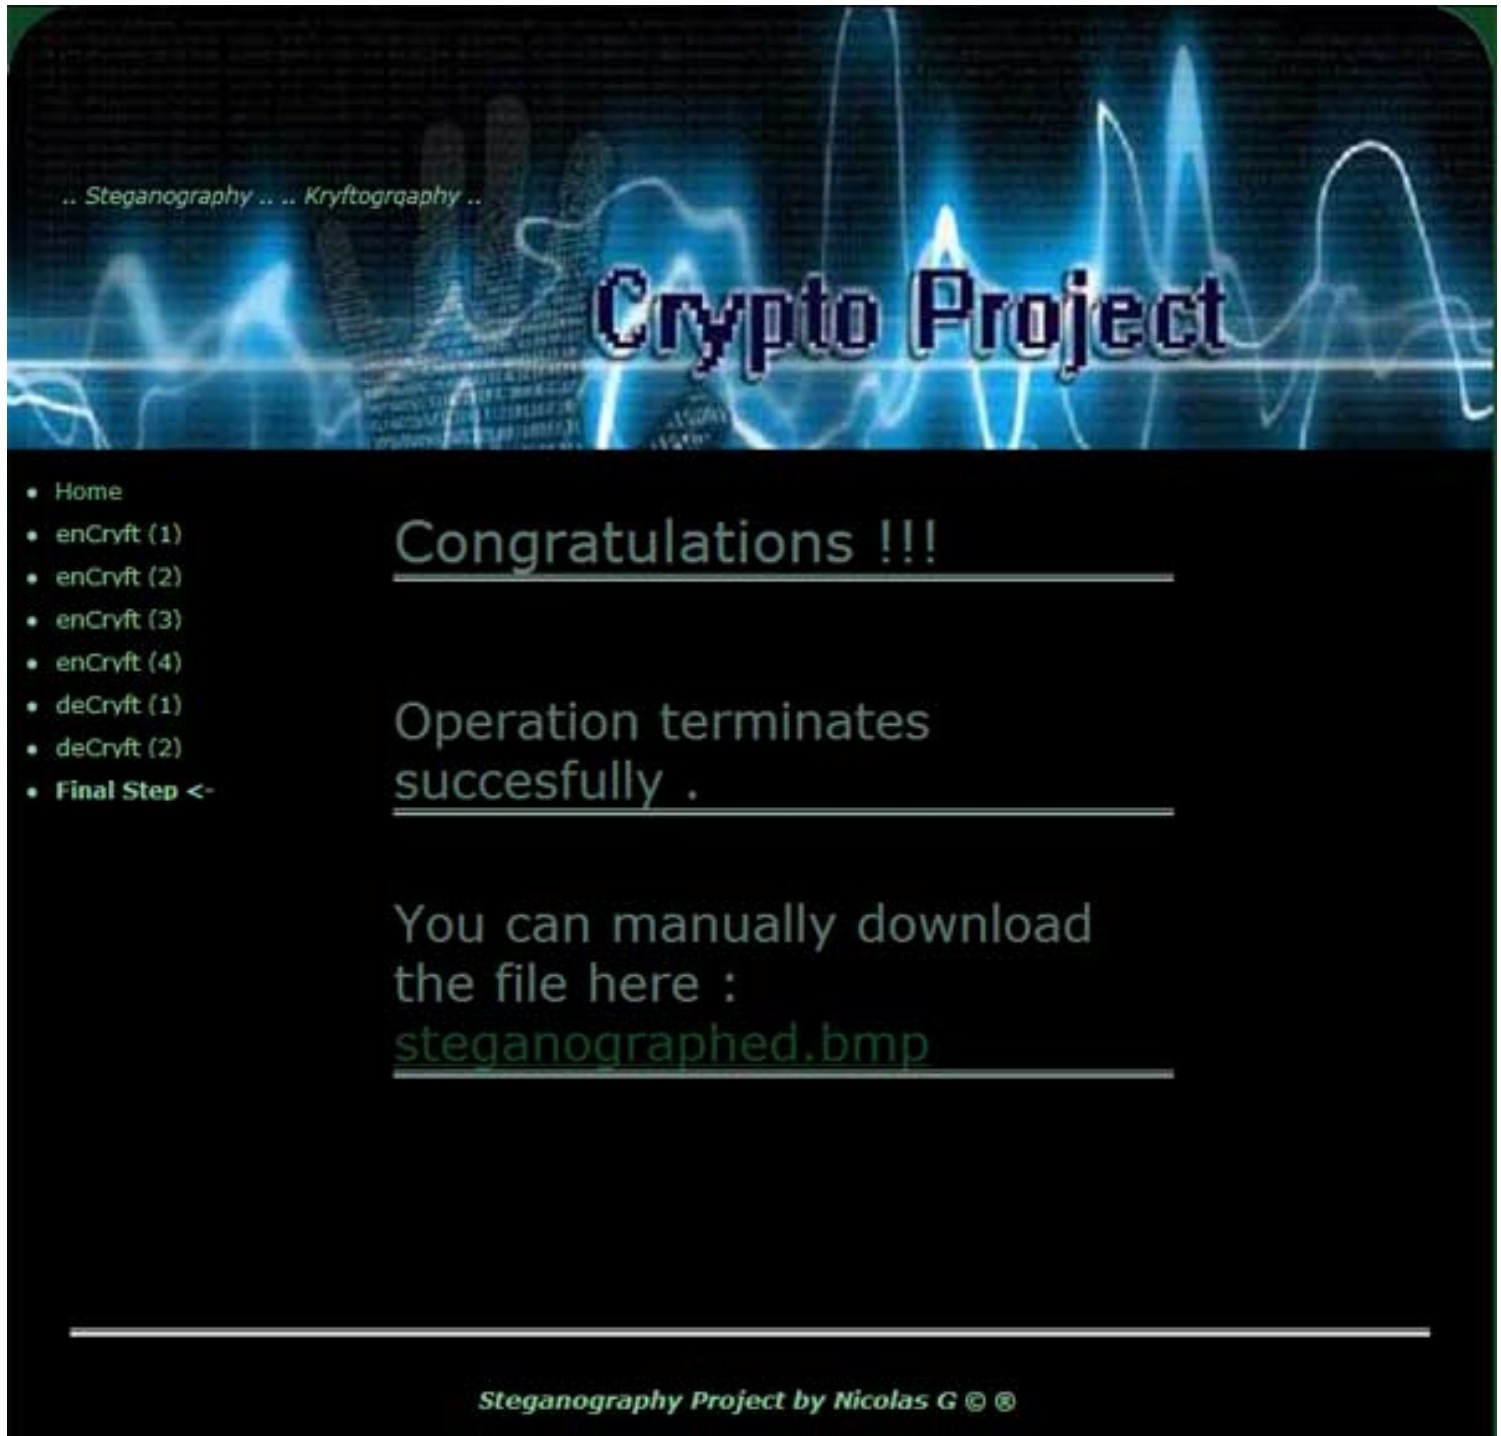 .. Steganography .. .. Kryftogrqaphy ..
Crypto Project
Home
enCryft (1)
enCryft (2)
enCryft (3)
enCryft (4)
deCryft (1)
deCryft (2)
Final Step <-
Congratulations !!!
Operation terminates
succesfully .
You can manually download
the file here :
steganographed.bmp
Steganography Project by Nicolas G © ®